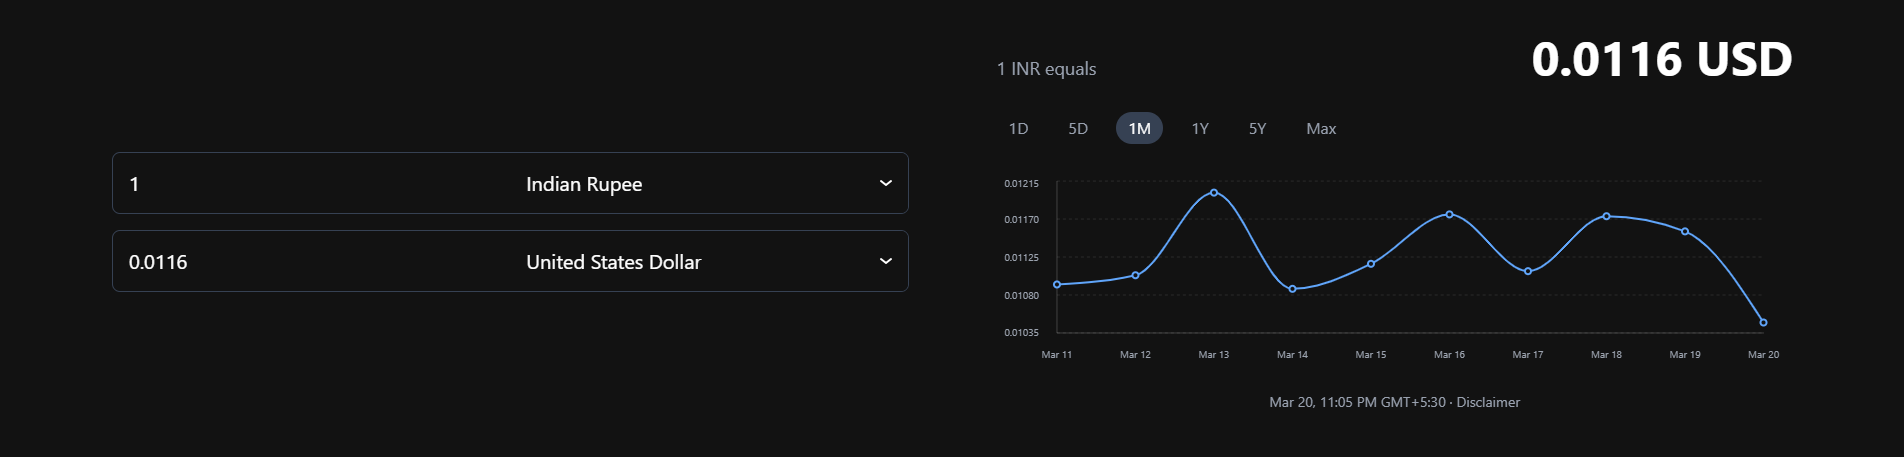 1 Indian Rupee
0.0116 United States Dollar
1 INR equals
0.0116 USD
1D 5D 1M 1Y 5Y Max
0.01215
0.01170
0.01125
0.01080
0.01035
Mar 11 Mar 12 Mar 13 Mar 14 Mar 15 Mar 16 Mar 17 Mar 18 Mar 19 Mar 20
Mar 20, 11:05 PM GMT+5:30 · Disclaimer